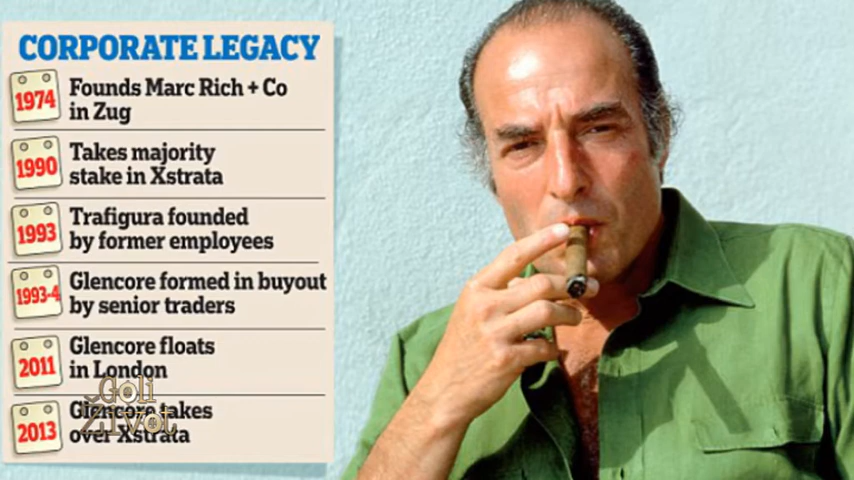 CORPORATE LEGACY
1974
Founds Marc Rich + Co
in Zug
1990
Takes majority
stake in Xstrata
1993
Trafigura founded
by former employees
1993-4
Glencore formed in buyout
by senior traders
2011
Glencore floats
in London
2013
Glencore takes
over Xstrata
Goli
Život